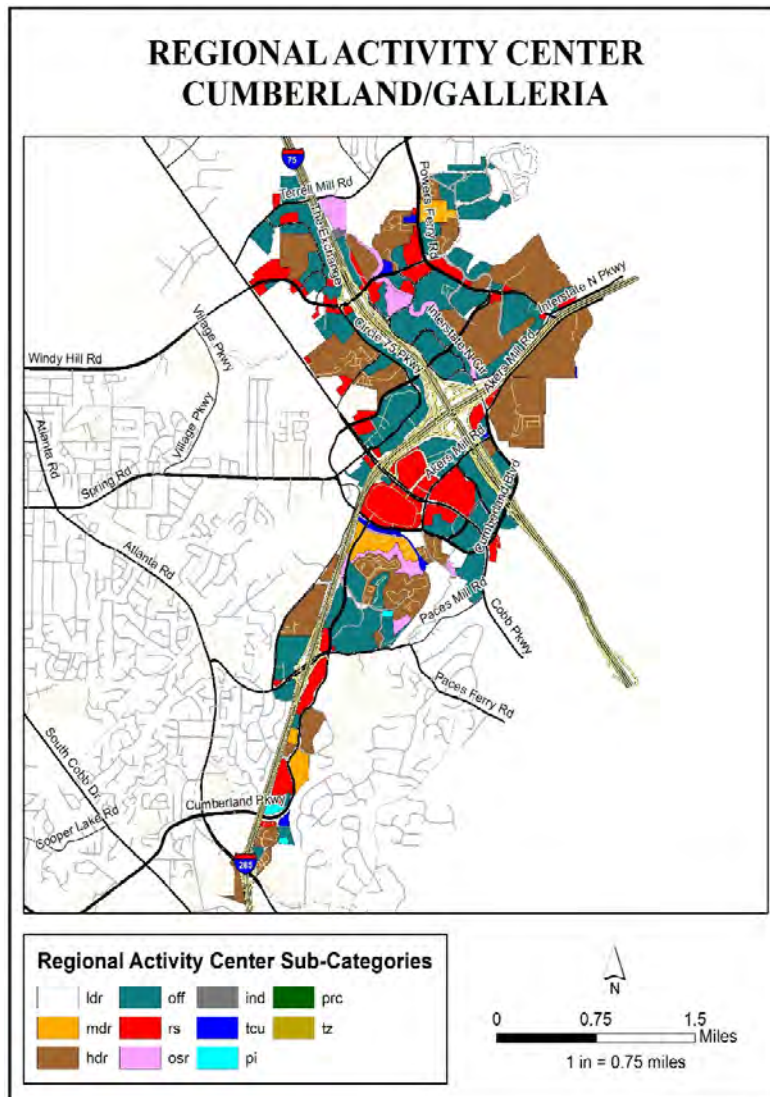 REGIONAL ACTIVITY CENTER
CUMBERLAND/GALLERIA
75
Terrell Mill Rd
Powers Ferry Rd
The Exchange
Interstate N Pkwy
Village Pkwy
Interstate N Cir
Circle 75 Pkwy
Windy Hill Rd
Akers Mill Rd
Village Pkwy
Atlanta Rd
Akers Mill Rd
Spring Rd
Cumberland Blvd
Atlanta Rd
Paces Mill Rd
Cobb Pkwy
Paces Ferry Rd
South Cobb Dr
Cumberland Pkwy
Cooper Lake Rd
285
Regional Activity Center Sub-Categories
ldr off ind prc
mdr rs tcu tz
hdr osr pi
N
0 0.75 1.5
Miles
1 in = 0.75 miles